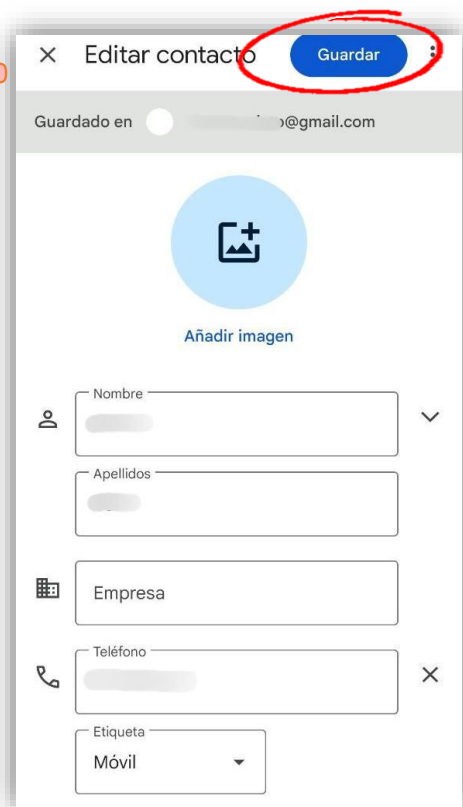 Editar contacto Guardar
Guardado en @gmail.com
Añadir imagen
Nombre
Apellidos
Empresa
Teléfono
Etiqueta
Móvil